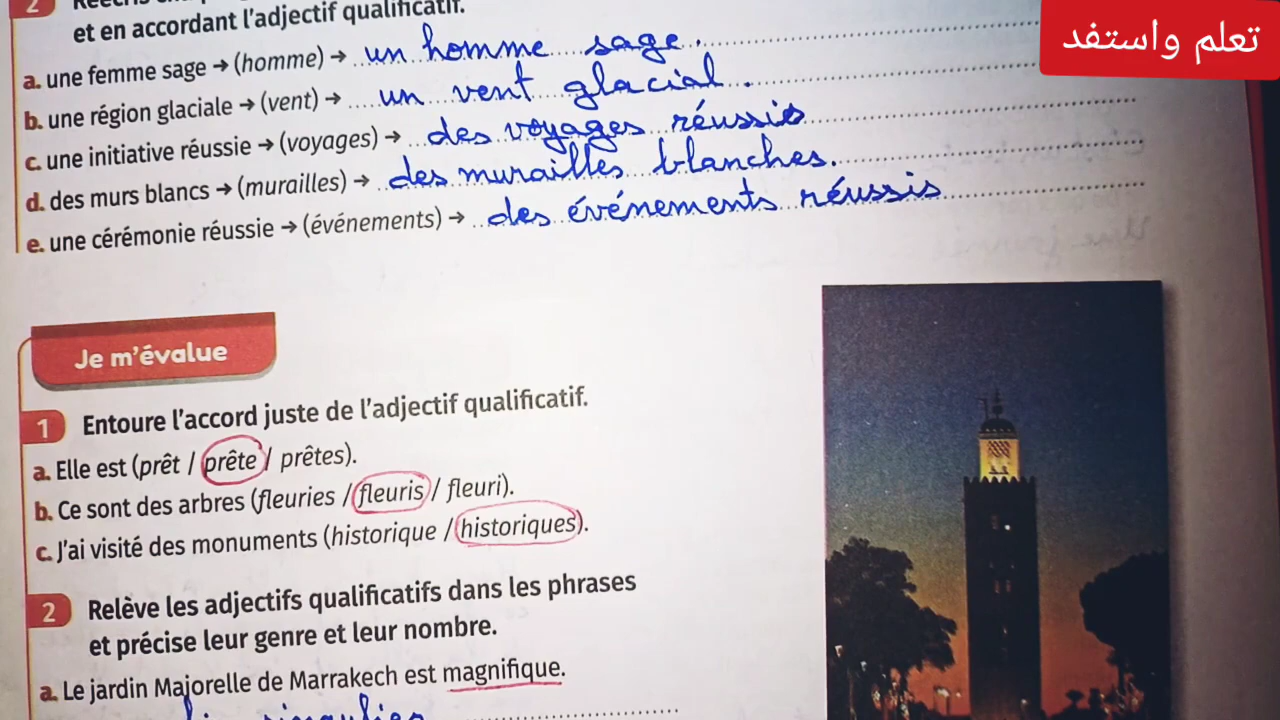 2
et en accordant l'adjectif qualificatif.
تعلم واستفد
a. une femme sage → (homme) → un homme sage.
b. une région glaciale → (vent) → un vent glacial.
c. une initiative réussie → (voyages) → des voyages réussis
d. des murs blancs → (murailles) → des murailles blanches.
e. une cérémonie réussie → (événements) → des événements réussis
Je m'évalue
1 Entoure l'accord juste de l'adjectif qualificatif.
a. Elle est (prêt / prête / prêtes).
b. Ce sont des arbres (fleuries / fleuris / fleuri).
c. J'ai visité des monuments (historique / historiques).
2 Relève les adjectifs qualificatifs dans les phrases
et précise leur genre et leur nombre.
a. Le jardin Majorelle de Marrakech est magnifique.